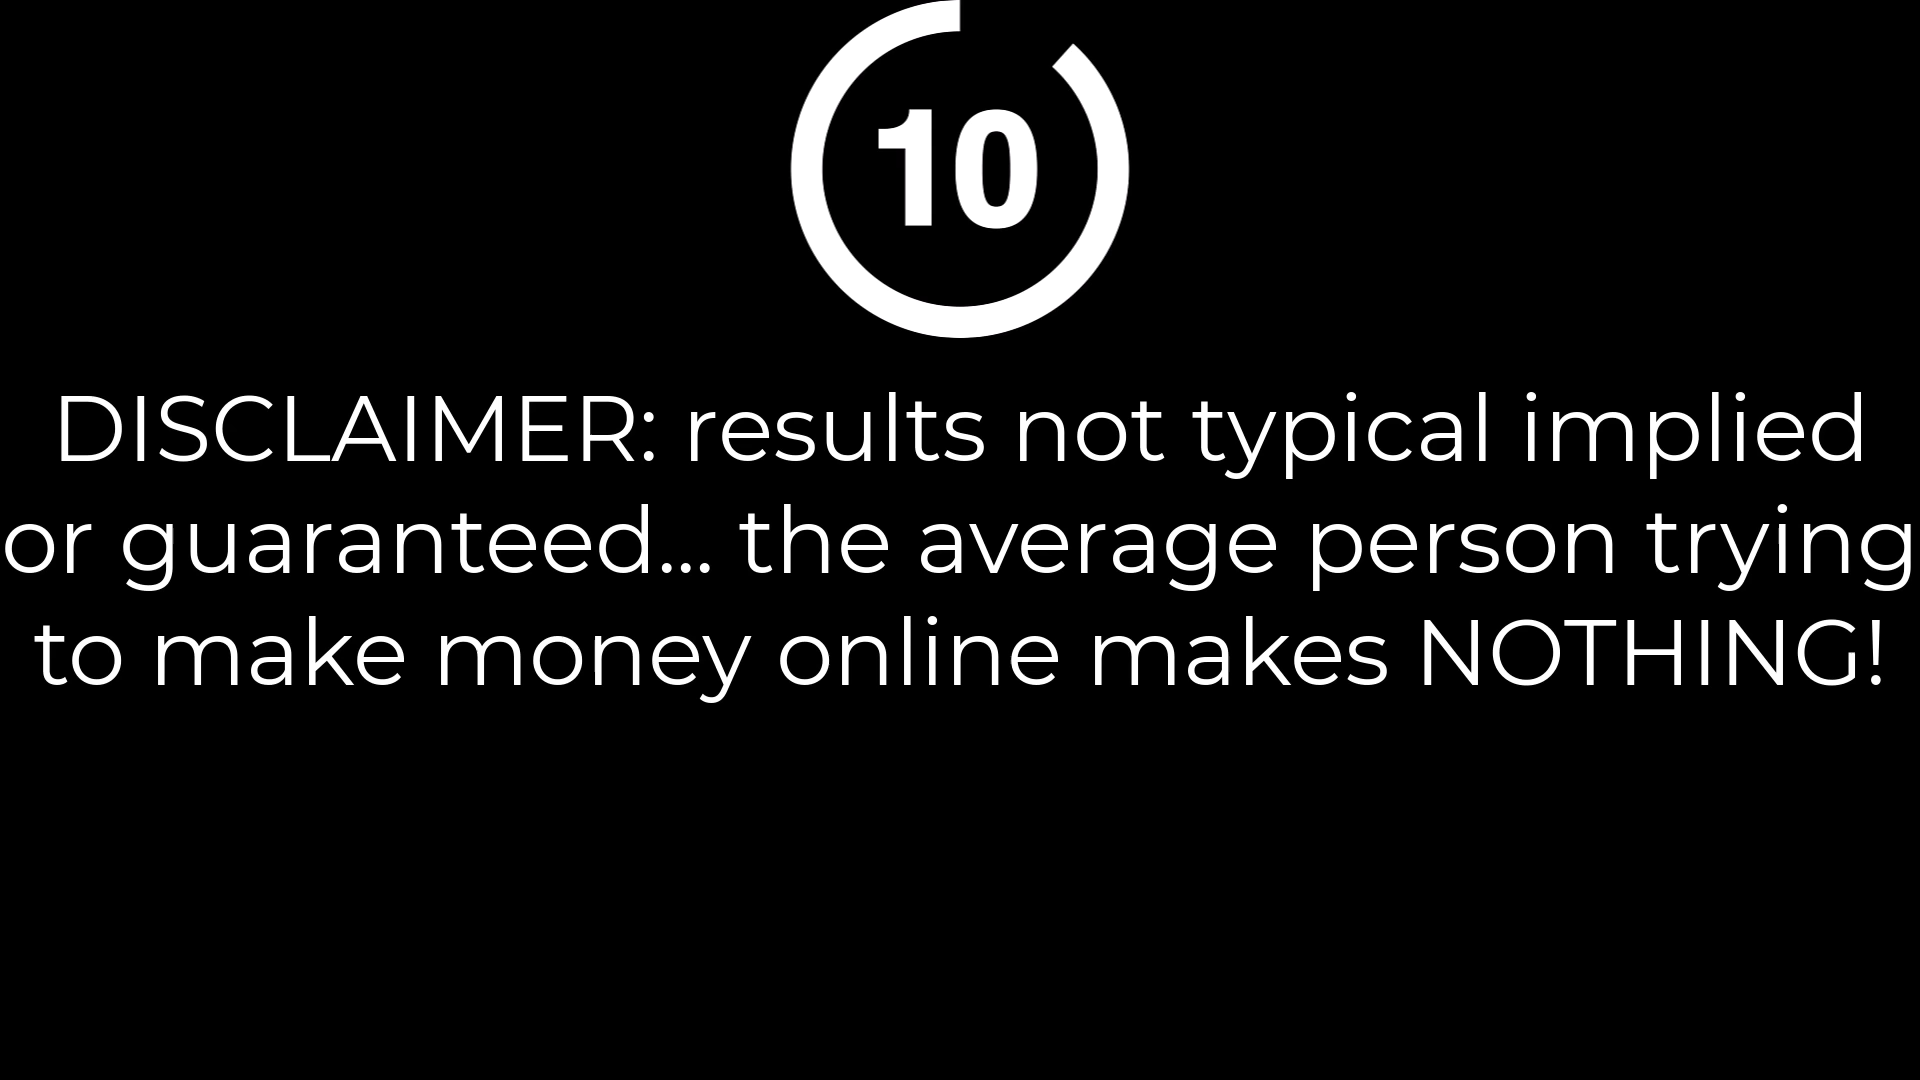 10
DISCLAIMER: results not typical implied
or guaranteed... the average person trying
to make money online makes NOTHING!